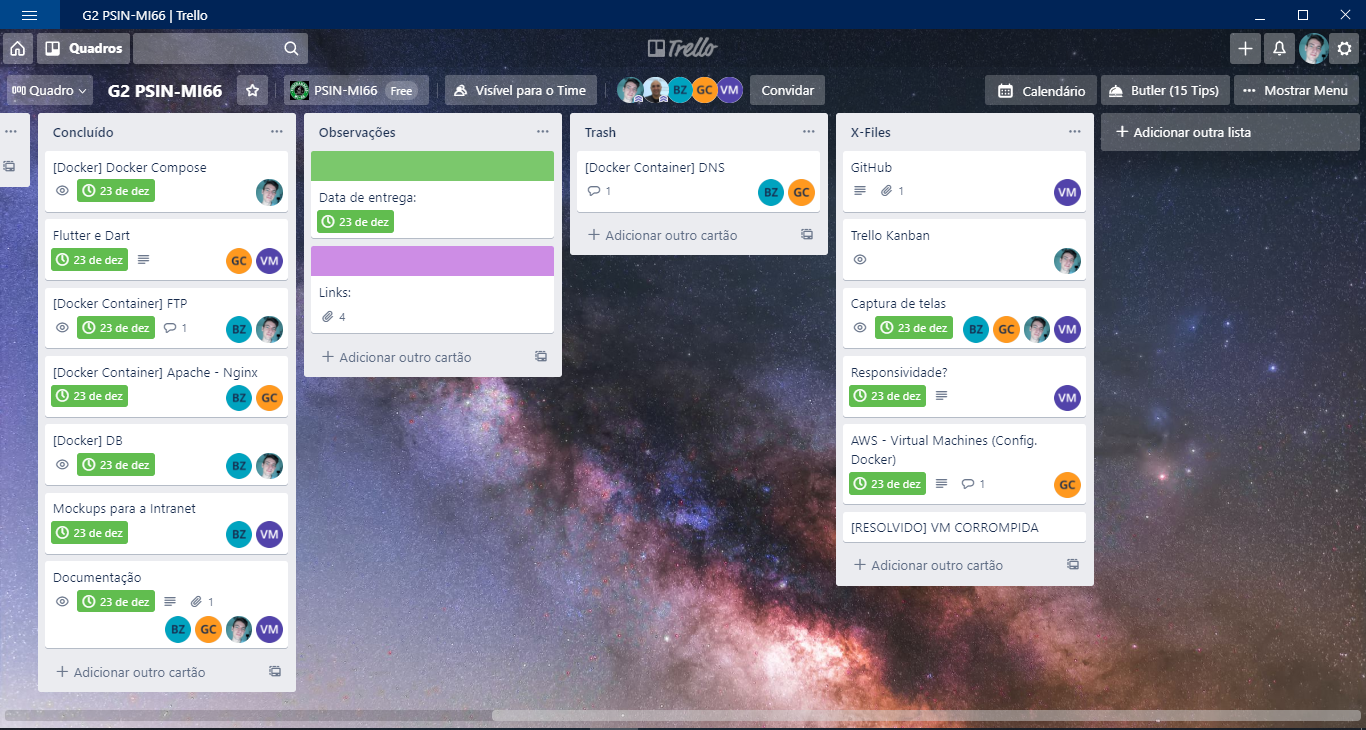 G2 PSIN-MI66 | Trello
Quadros
Trello
Quadro
G2 PSIN-MI66
PSIN-MI66 Free
Visível para o Time
BZ GC VM
Convidar
Calendário
Butler (15 Tips)
Mostrar Menu
Concluído
[Docker] Docker Compose
23 de dez
Flutter e Dart
23 de dez
GC VM
[Docker Container] FTP
23 de dez 1
BZ
[Docker Container] Apache - Nginx
23 de dez
BZ GC
[Docker] DB
23 de dez
BZ
Mockups para a Intranet
23 de dez
BZ VM
Documentação
23 de dez 1
BZ GC VM
Adicionar outro cartão
Observações
Data de entrega:
23 de dez
Links:
4
Adicionar outro cartão
Trash
[Docker Container] DNS
1
BZ GC
Adicionar outro cartão
X-Files
GitHub
1
VM
Trello Kanban
Captura de telas
23 de dez
BZ GC VM
Responsividade?
23 de dez
VM
AWS - Virtual Machines (Config.
Docker)
23 de dez 1
GC
[RESOLVIDO] VM CORROMPIDA
Adicionar outro cartão
Adicionar outra lista